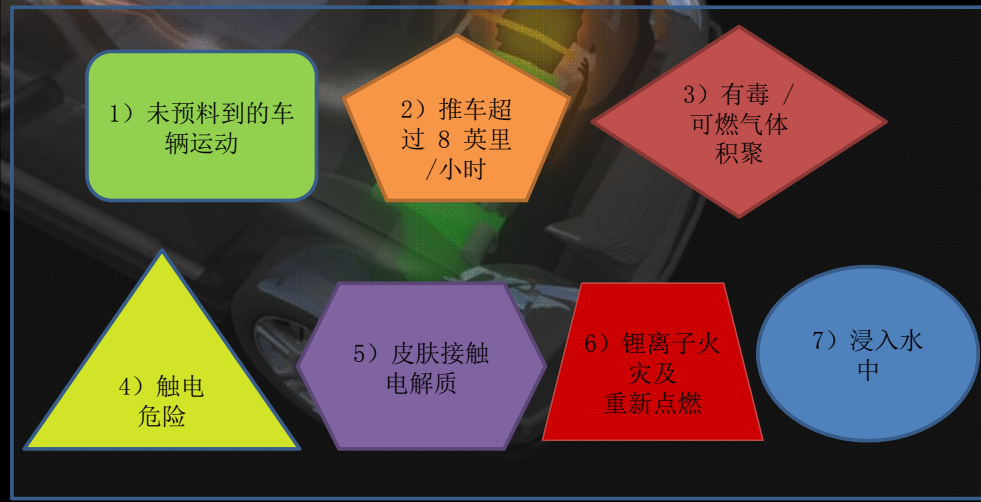 1）未预料到的车
辆运动
2）推车超
过 8 英里
/小时
3）有毒 /
可燃气体
积聚
4）触电
危险
5）皮肤接触
电解质
6）锂离子火
灾及
重新点燃
7）浸入水
中